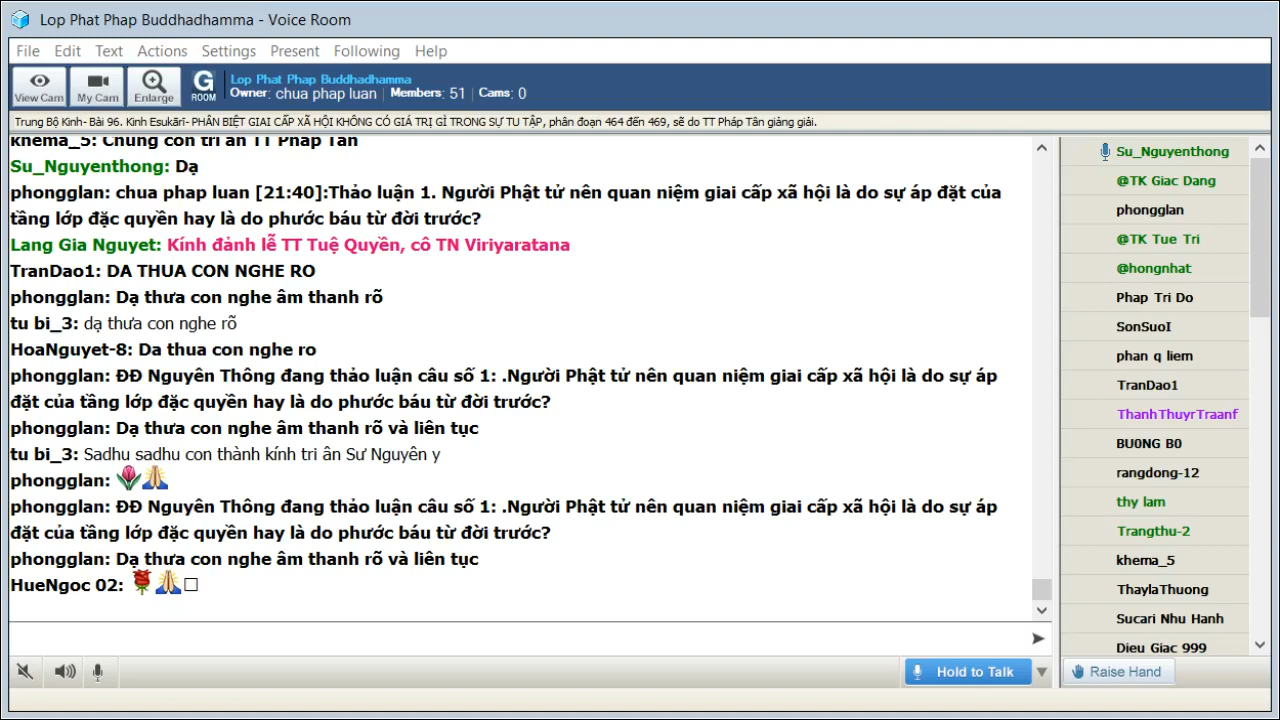 Lop Phat Phap Buddhadhamma - Voice Room
File Edit Text Actions Settings Present Following Help
View Cam My Cam Enlarge G ROOM
Lop Phat Phap Buddhadhamma
Owner: chua phap luan Members: 51 Cams: 0
Trung Bộ Kinh- Bài 96. Kinh Esukāri- PHÂN BIỆT GIAI CẤP XÃ HỘI KHÔNG CÓ GIÁ TRỊ GÌ TRONG SỰ TU TẬP, phân đoạn 464 đến 469, sẽ do TT Pháp Tân giảng giải.
khema_5: Chúng con tri ân TT Pháp Tân
Su_Nguyenthong: Dạ
phongglan: chua phap luan [21:40]:Thảo luận 1. Người Phật tử nên quan niệm giai cấp xã hội là do sự áp đặt của
tầng lớp đặc quyền hay là do phước báu từ đời trước?
Lang Gia Nguyet: Kính đảnh lễ TT Tuệ Quyền, cô TN Viriyaratana
TranDao1: DA THUA CON NGHE RO
phongglan: Dạ thưa con nghe âm thanh rõ
tu bi_3: dạ thưa con nghe rõ
HoaNguyet-8: Da thua con nghe ro
phongglan: ĐĐ Nguyên Thông đang thảo luận câu số 1: .Người Phật tử nên quan niệm giai cấp xã hội là do sự áp
đặt của tầng lớp đặc quyền hay là do phước báu từ đời trước?
phongglan: Dạ thưa con nghe âm thanh rõ và liên tục
tu bi_3: Sadhu sadhu con thành kính tri ân Sư Nguyên y
phongglan:
phongglan: ĐĐ Nguyên Thông đang thảo luận câu số 1: .Người Phật tử nên quan niệm giai cấp xã hội là do sự áp
đặt của tầng lớp đặc quyền hay là do phước báu từ đời trước?
phongglan: Dạ thưa con nghe âm thanh rõ và liên tục
HueNgoc 02:
Su_Nguyenthong
@TK Giac Dang
phongglan
@TK Tue Tri
@hongnhat
Phap Tri Do
SonSuoI
phan q liem
TranDao1
ThanhThuyrTraanf
BU0NG B0
rangdong-12
thy lam
Trangthu-2
khema_5
ThaylaThuong
Sucari Nhu Hanh
Dieu Giac 999
Hold to Talk
Raise Hand